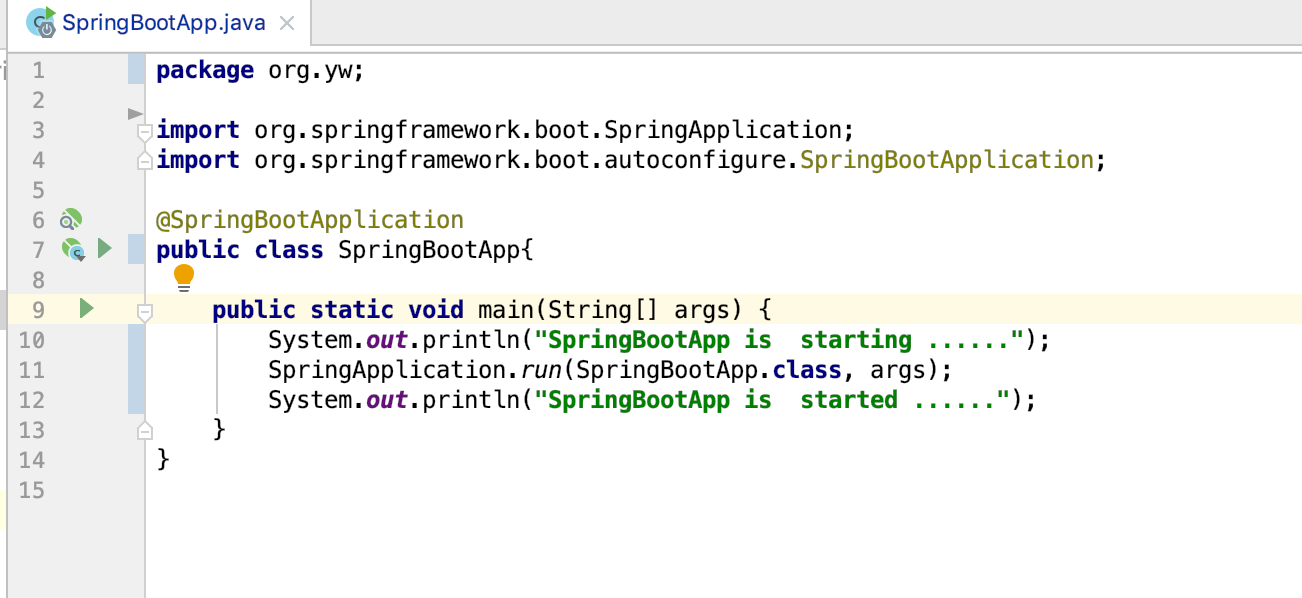 SpringBootApp.java
1 package org.yw;
2
3 import org.springframework.boot.SpringApplication;
4 import org.springframework.boot.autoconfigure.SpringBootApplication;
5
6 @SpringBootApplication
7 public class SpringBootApp{
8
9     public static void main(String[] args) {
10         System.out.println("SpringBootApp is  starting ......");
11         SpringApplication.run(SpringBootApp.class, args);
12         System.out.println("SpringBootApp is  started ......");
13     }
14 }
15